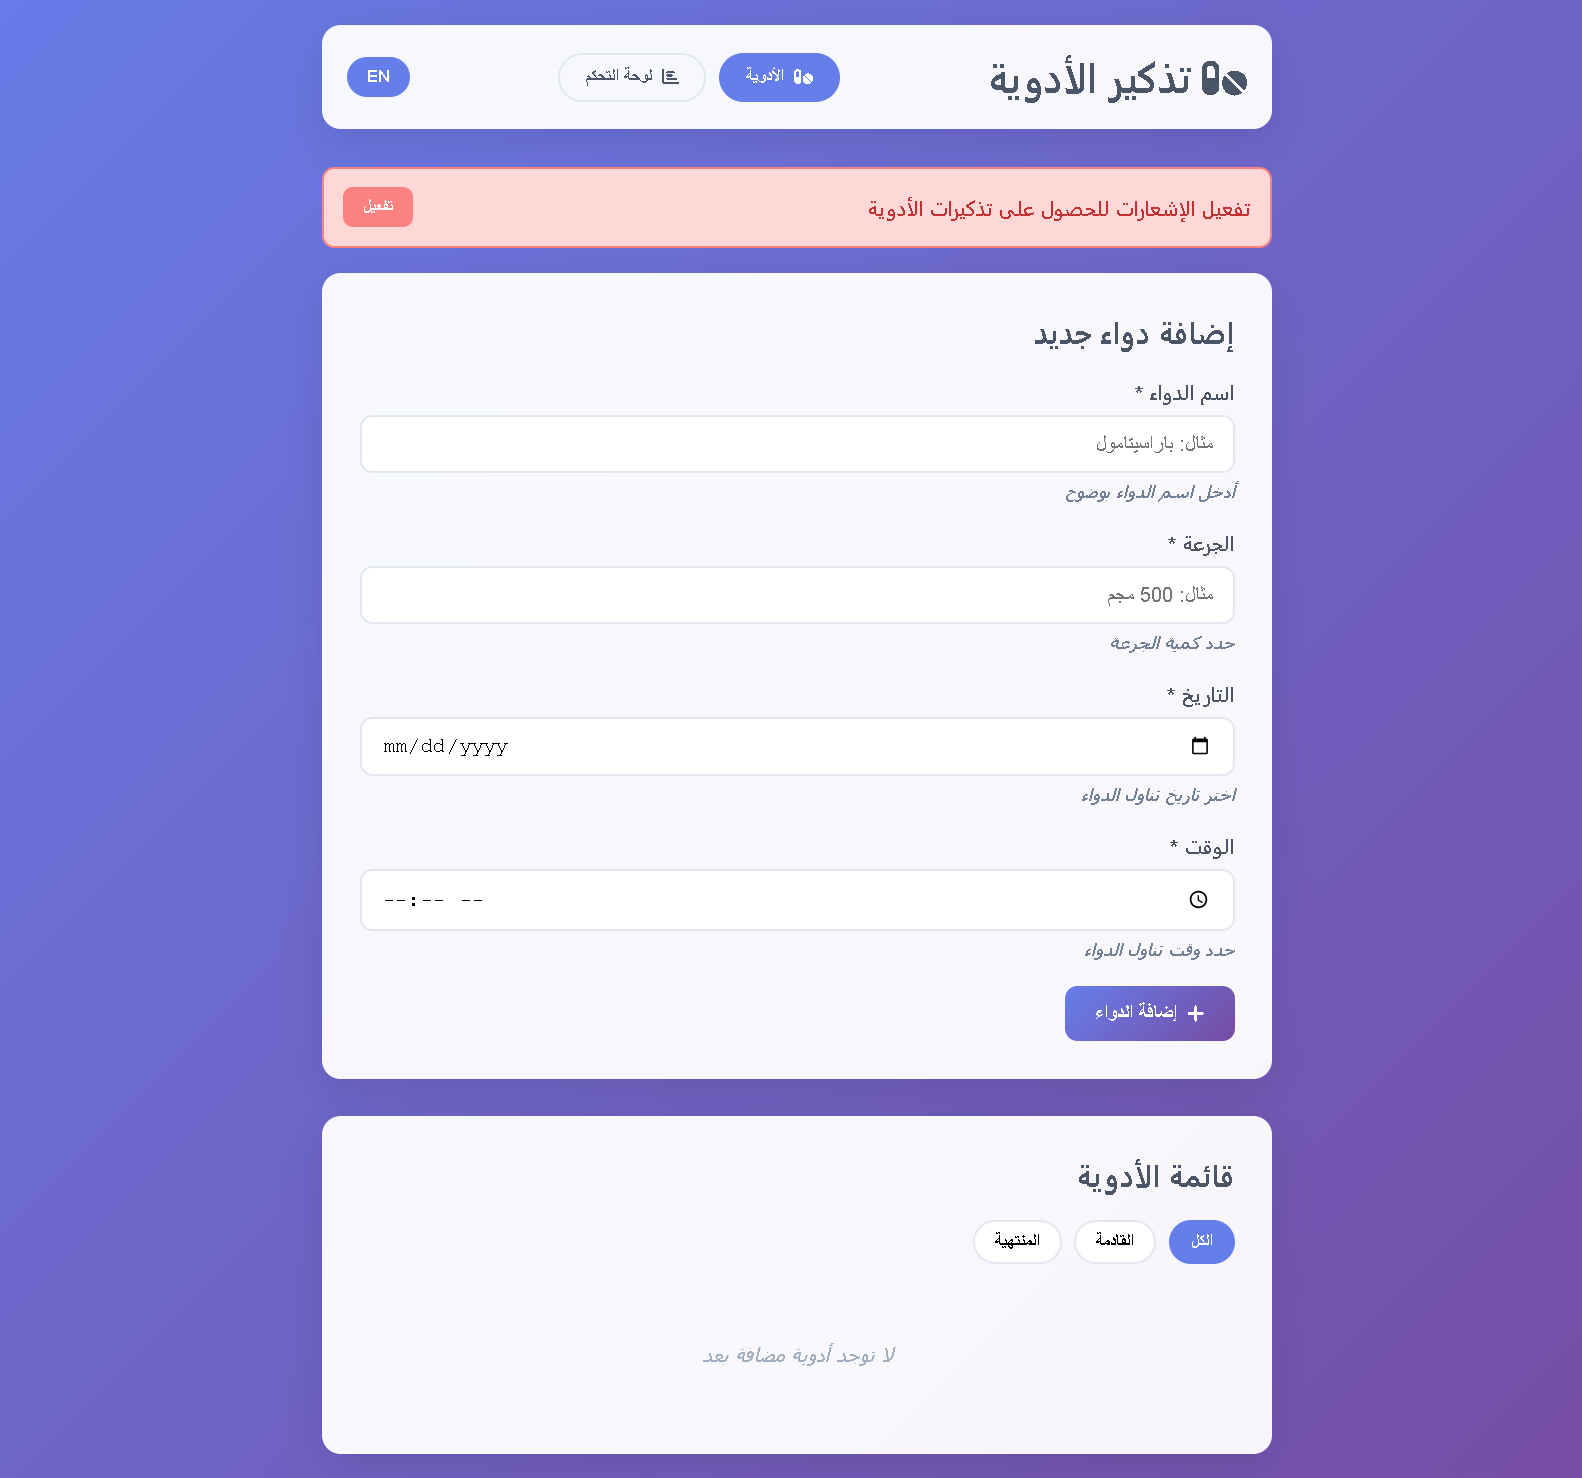 تذكير الأدوية
الأدوية
لوحة التحكم
EN
تفعيل الإشعارات للحصول على تذكيرات الأدوية
تفعيل
إضافة دواء جديد
اسم الدواء *
مثال: باراسيتامول
أدخل اسم الدواء بوضوح
الجرعة *
مثال: 500 مجم
حدد كمية الجرعة
التاريخ *
mm/dd/yyyy
اختر تاريخ تناول الدواء
الوقت *
--:-- --
حدد وقت تناول الدواء
إضافة الدواء
قائمة الأدوية
الكل
القادمة
المنتهية
لا توجد أدوية مضافة بعد